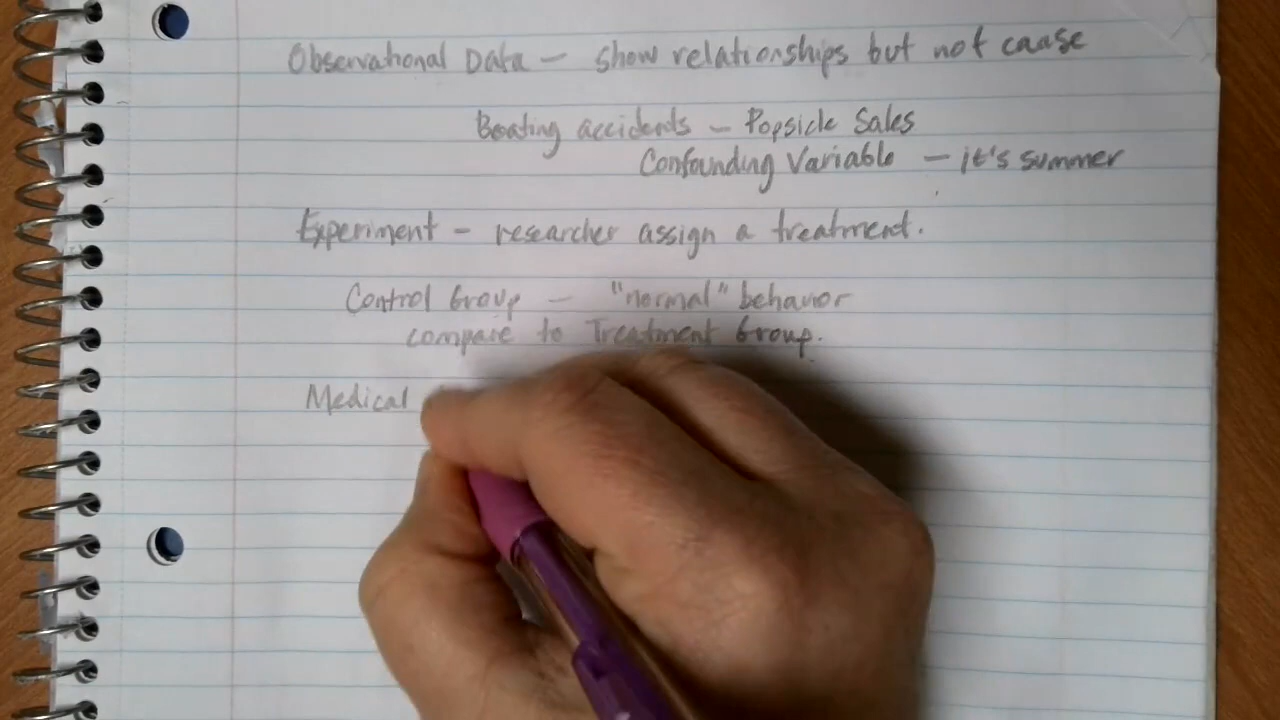 Observational Data – show relationships but not cause
Boating accidents – Popsicle Sales
Confounding Variable – it's summer
Experiment – researcher assign a treatment.
Control Group – "normal" behavior
compare to Treatment Group.
Medical